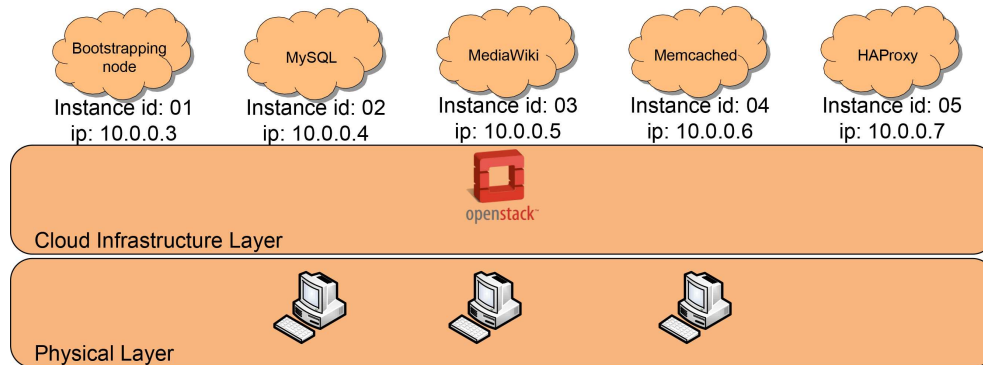 Bootstrapping
node
MySQL
MediaWiki
Memcached
HAProxy
Instance id: 01
ip: 10.0.0.3
Instance id: 02
ip: 10.0.0.4
Instance id: 03
ip: 10.0.0.5
Instance id: 04
ip: 10.0.0.6
Instance id: 05
ip: 10.0.0.7
openstack™
Cloud Infrastructure Layer
Physical Layer